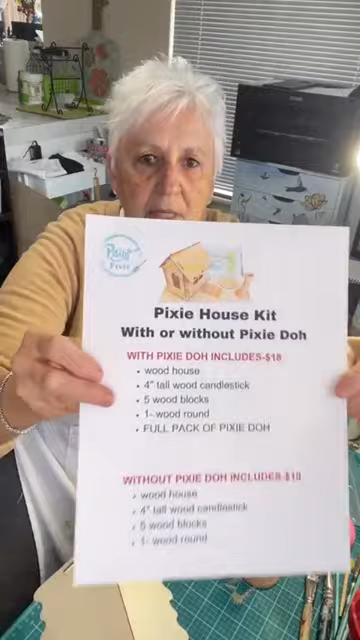 Paint
Pixie House Kit
With or without Pixie Doh
WITH PIXIE DOH INCLUDES-$18
• wood house
• 4" tall wood candlestick
• 5 wood blocks
• 1- wood round
• FULL PACK OF PIXIE DOH
WITHOUT PIXIE DOH INCLUDES-$10
• wood house
• 4" tall wood candlestick
• 5 wood blocks
• 1- wood round